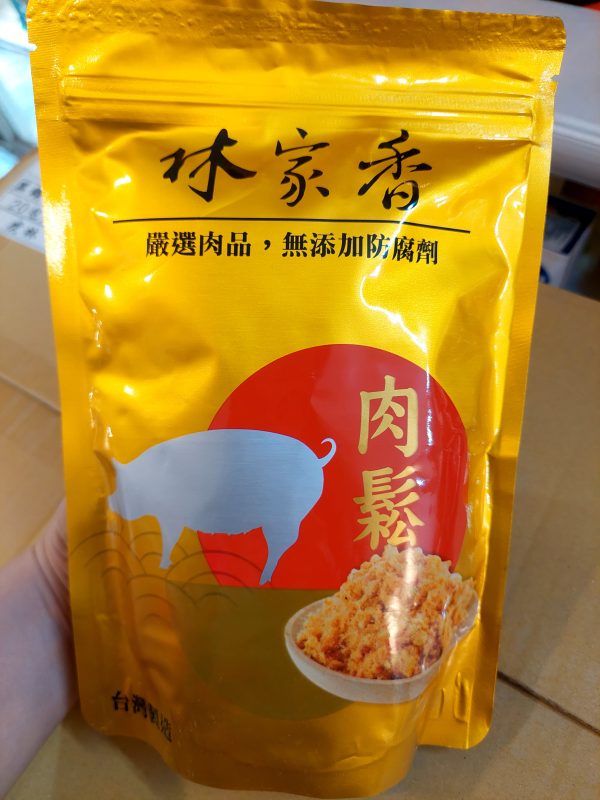 林家香
嚴選肉品，無添加防腐劑
肉鬆
台灣製造